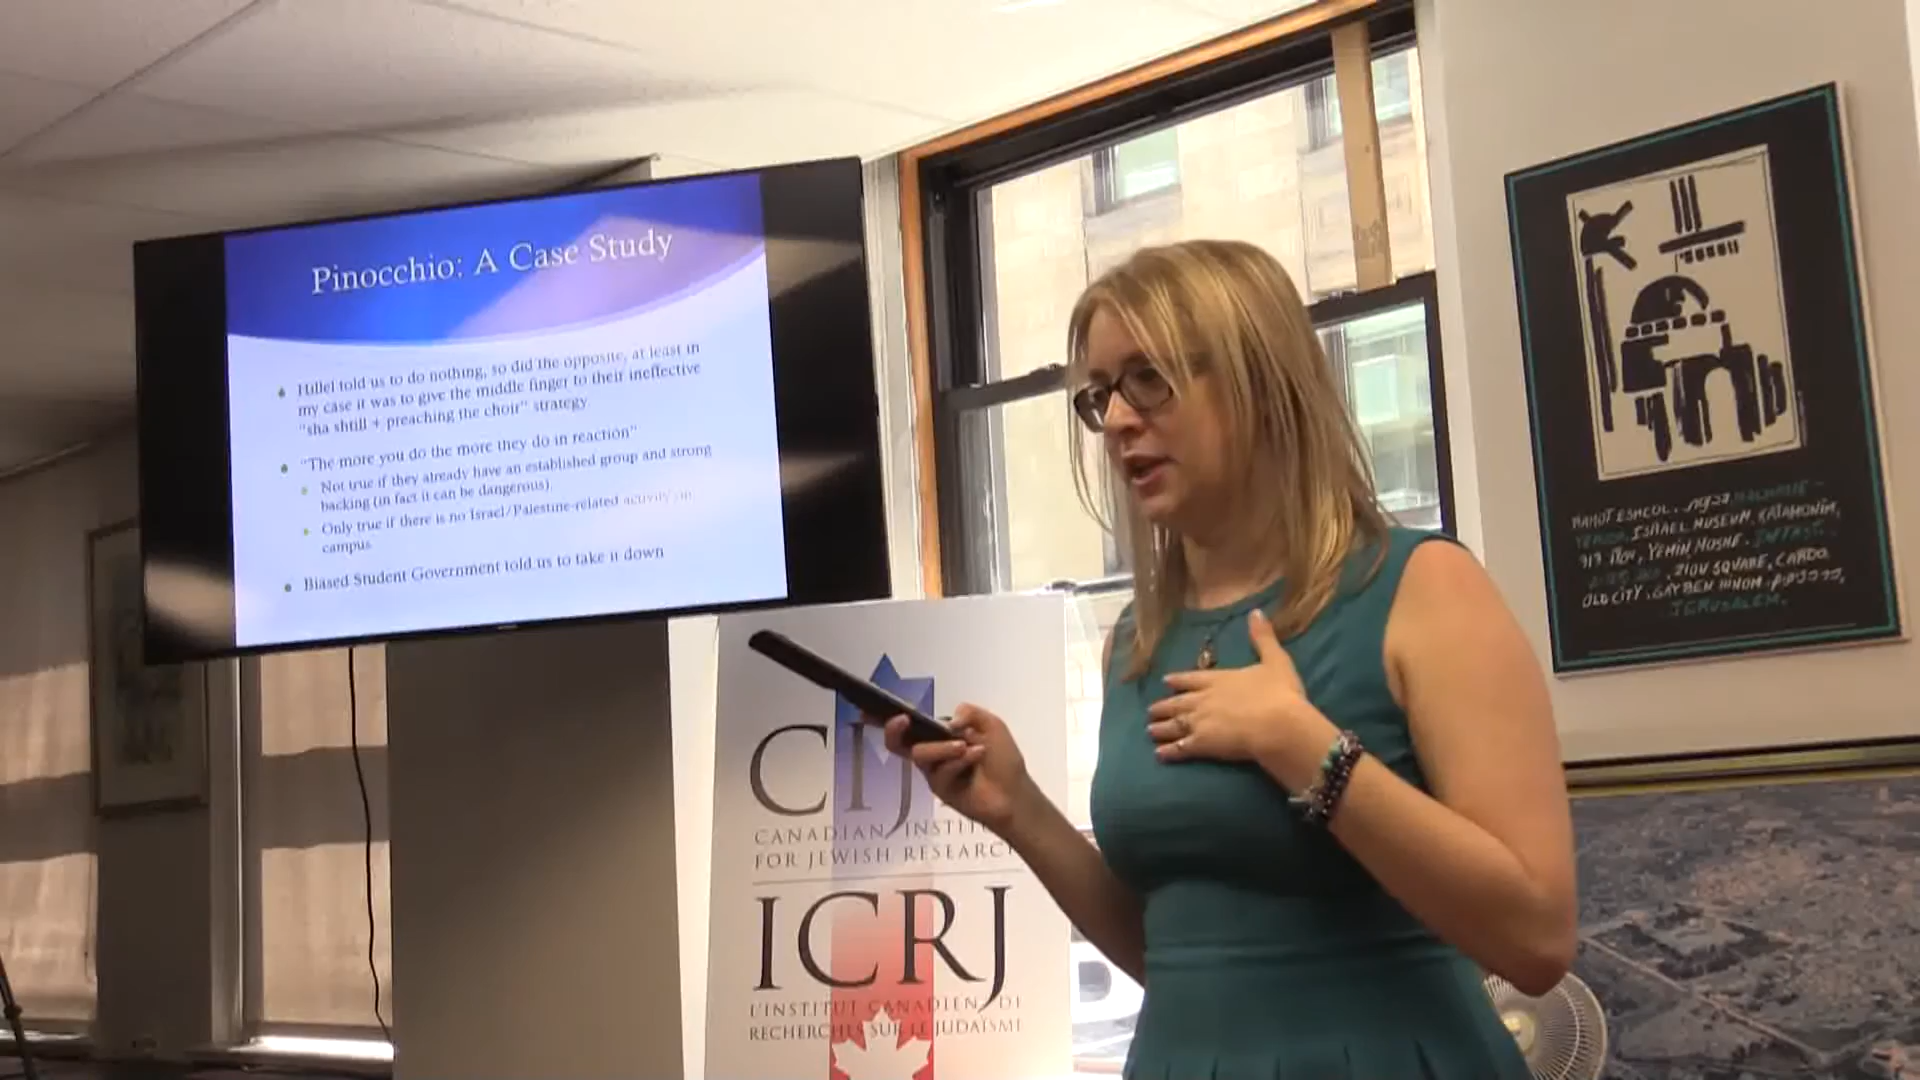 Pinocchio: A Case Study
Hillel told us to do nothing, so did the opposite, at least in
my case it was to give the middle finger to their ineffective
"sha shtill + preaching the choir" strategy
"The more you do the more they do in reaction"
Not true if they already have an established group and strong
backing (in fact it can be dangerous).
Only true if there is no Israel/Palestine-related activity on
campus
Biased Student Government told us to take it down
CIJ
CANADIAN INSTIT
FOR JEWISH RESEARC
ICRJ
L'INSTITUT CANADIEN DE
RECHERCHES SUR LE JUDAÏSME
RAMOT ESHCOL.
ISRAEL MUSEUM, KATAMONIM,
YEMIN MOSHE.
ZION SQUARE, CARDO
OLD CITY. GAY BEN HINOM.
JERUSALEM.